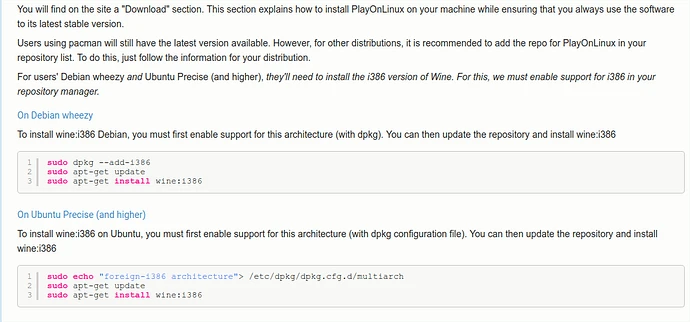 You will find on the site a "Download" section. This section explains how to install PlayOnLinux on your machine while ensuring that you always use the software
to its latest stable version.
Users using pacman will still have the latest version available. However, for other distributions, it is recommended to add the repo for PlayOnLinux in your
repository list. To do this, just follow the information for your distribution.
For users' Debian wheezy and Ubuntu Precise (and higher), they'll need to install the i386 version of Wine. For this, we must enable support for i386 in your
repository manager.
On Debian wheezy
To install wine:i386 Debian, you must first enable support for this architecture (with dpkg). You can then update the repository and install wine:i386
1 sudo dpkg --add-i386
2 sudo apt-get update
3 sudo apt-get install wine:i386
On Ubuntu Precise (and higher)
To install wine:i386 on Ubuntu, you must first enable support for this architecture (with dpkg configuration file). You can then update the repository and install
wine:i386
1 sudo echo "foreign-i386 architecture"> /etc/dpkg/dpkg.cfg.d/multiarch
2 sudo apt-get update
3 sudo apt-get install wine:i386